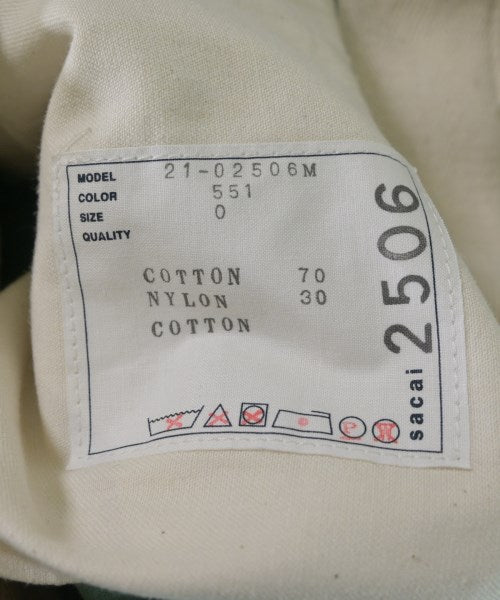 MODEL 21-02506M
COLOR 551
SIZE 0
QUALITY
COTTON 70
NYLON 30
COTTON
P
W
sacai 2506